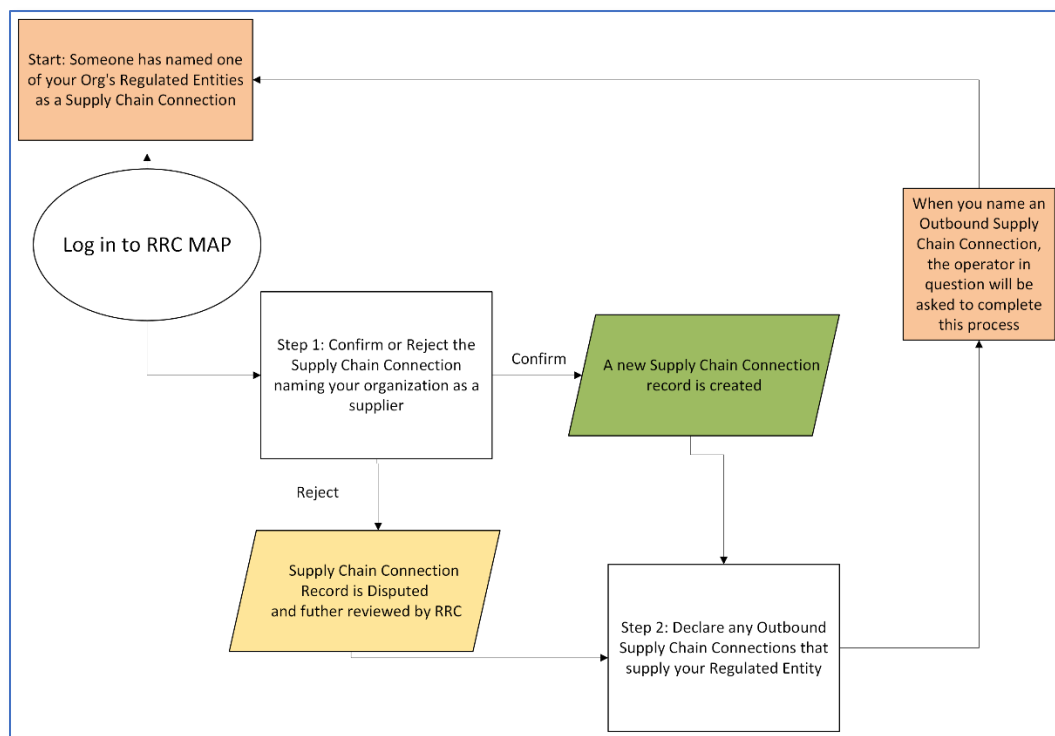 Start: Someone has named one
of your Org's Regulated Entities
as a Supply Chain Connection
Log in to RRC MAP
When you name an
Outbound Supply
Chain Connection,
the operator in
question will be
asked to complete
this process
Step 1: Confirm or Reject the
Supply Chain Connection
naming your organization as a
supplier
Confirm
A new Supply Chain Connection
record is created
Reject
Supply Chain Connection
Record is Disputed
and futher reviewed by RRC
Step 2: Declare any Outbound
Supply Chain Connections that
supply your Regulated Entity